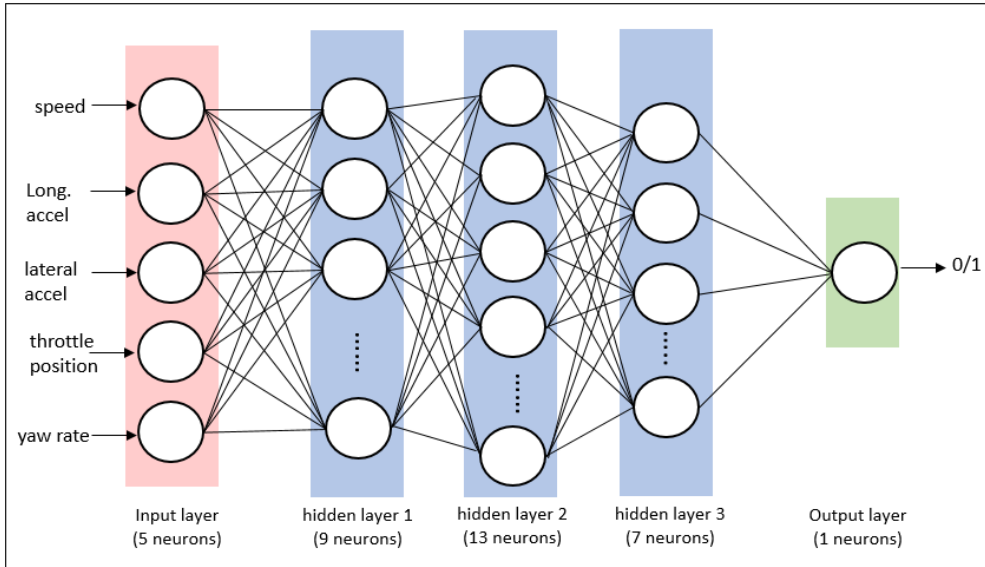 speed
Long.
accel
lateral
accel
throttle
position
yaw rate
0/1
Input layer
(5 neurons)
hidden layer 1
(9 neurons)
hidden layer 2
(13 neurons)
hidden layer 3
(7 neurons)
Output layer
(1 neurons)